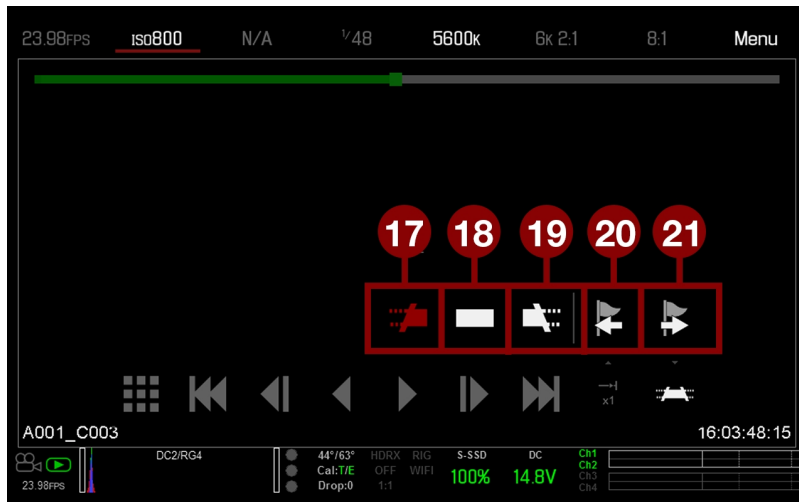 23.98FPS ISO800 N/A 1/48 5600K 6K 2:1 8:1 Menu
17 18 19 20 21
x1
A001_C003 16:03:48:15
DC2/RG4 44°/63° HDRX RIG S-SSD DC Ch1
Cal:T/E OFF WIFI 100% 14.8V Ch2
23.98FPS Drop:0 1:1 Ch3
Ch4